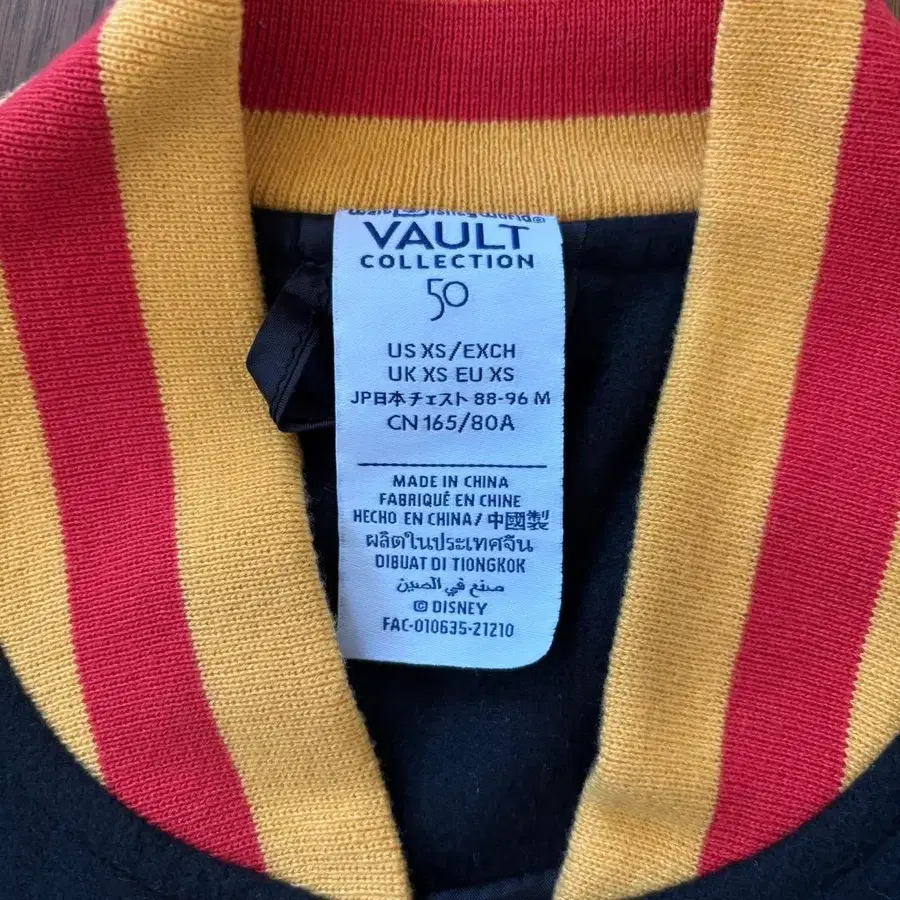 Walt Disney World®
VAULT
COLLECTION
50
US XS/EXCH
UK XS EU XS
JP日本チェスト 88-96 M
CN 165/80A
MADE IN CHINA
FABRIQUÉ EN CHINE
HECHO EN CHINA/ 中國製
ผลิตในประเทศจีน
DIBUAT DI TIONGKOK
صنع في الصين
© DISNEY
FAC-010635-21210